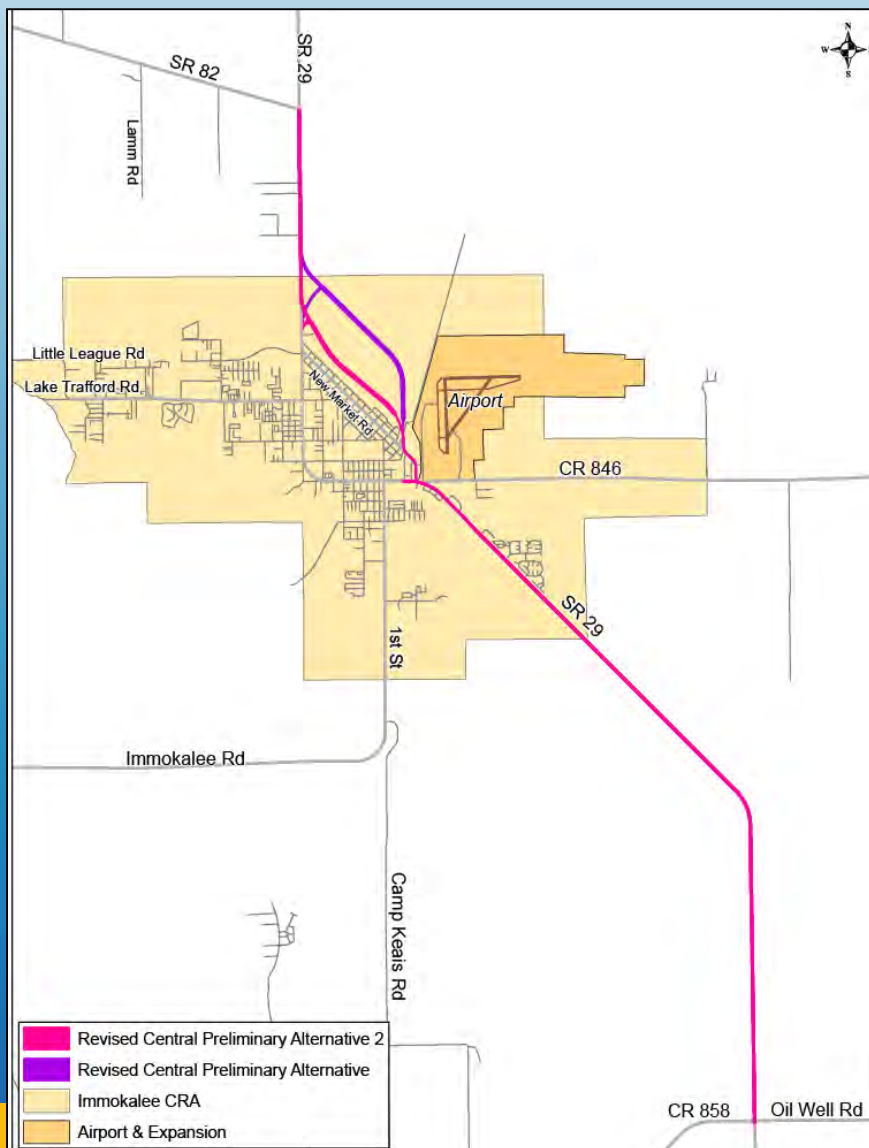 N
W
S
SR 29
SR 82
Lamm Rd
Little League Rd
Lake Trafford Rd
New Market Rd
Airport
CR 846
SR 29
1st St
Immokalee Rd
Camp Keais Rd
CR 858 Oil Well Rd
Revised Central Preliminary Alternative 2
Revised Central Preliminary Alternative
Immokalee CRA
Airport & Expansion